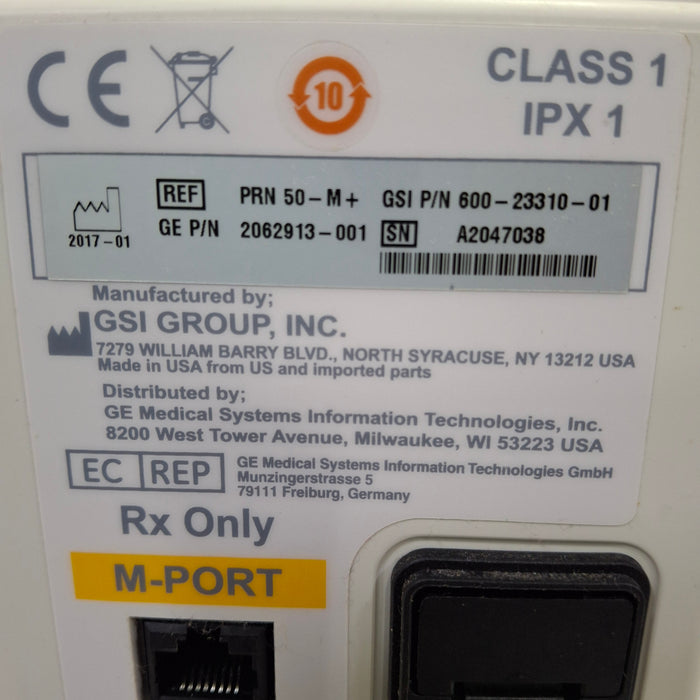 CE
10
CLASS 1
IPX 1
REF PRN 50-M+ GSI P/N 600-23310-01
2017-01 GE P/N 2062913-001 SN A2047038
Manufactured by;
GSI GROUP, INC.
7279 WILLIAM BARRY BLVD., NORTH SYRACUSE, NY 13212 USA
Made in USA from US and imported parts
Distributed by;
GE Medical Systems Information Technologies, Inc.
8200 West Tower Avenue, Milwaukee, WI 53223 USA
EC REP
GE Medical Systems Information Technologies GmbH
Munzingerstrasse 5
79111 Freiburg, Germany
Rx Only
M-PORT